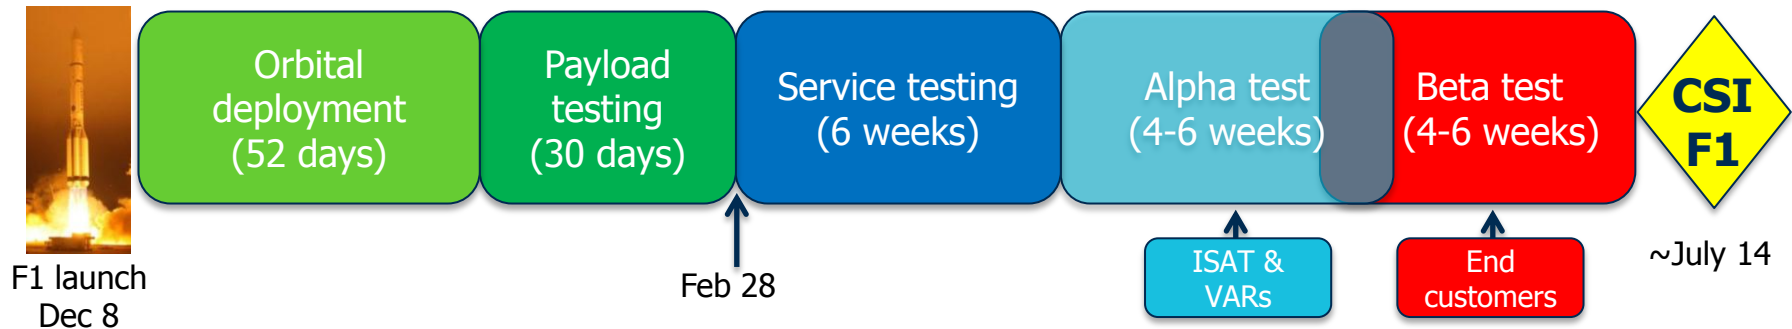 Orbital
deployment
(52 days)
Payload
testing
(30 days)
Service testing
(6 weeks)
Alpha test
(4-6 weeks)
Beta test
(4-6 weeks)
CSI
F1
F1 launch
Dec 8
Feb 28
ISAT &
VARs
End
customers
~July 14